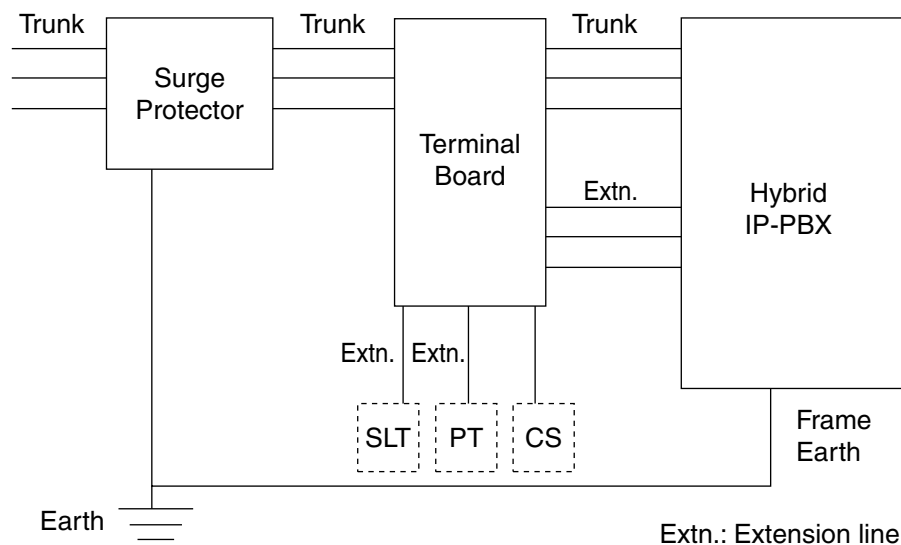 Trunk
Trunk
Trunk
Surge
Protector
Terminal
Board
Extn.
Hybrid
IP-PBX
Extn.
Extn.
SLT
PT
CS
Frame
Earth
Earth
Extn.: Extension line